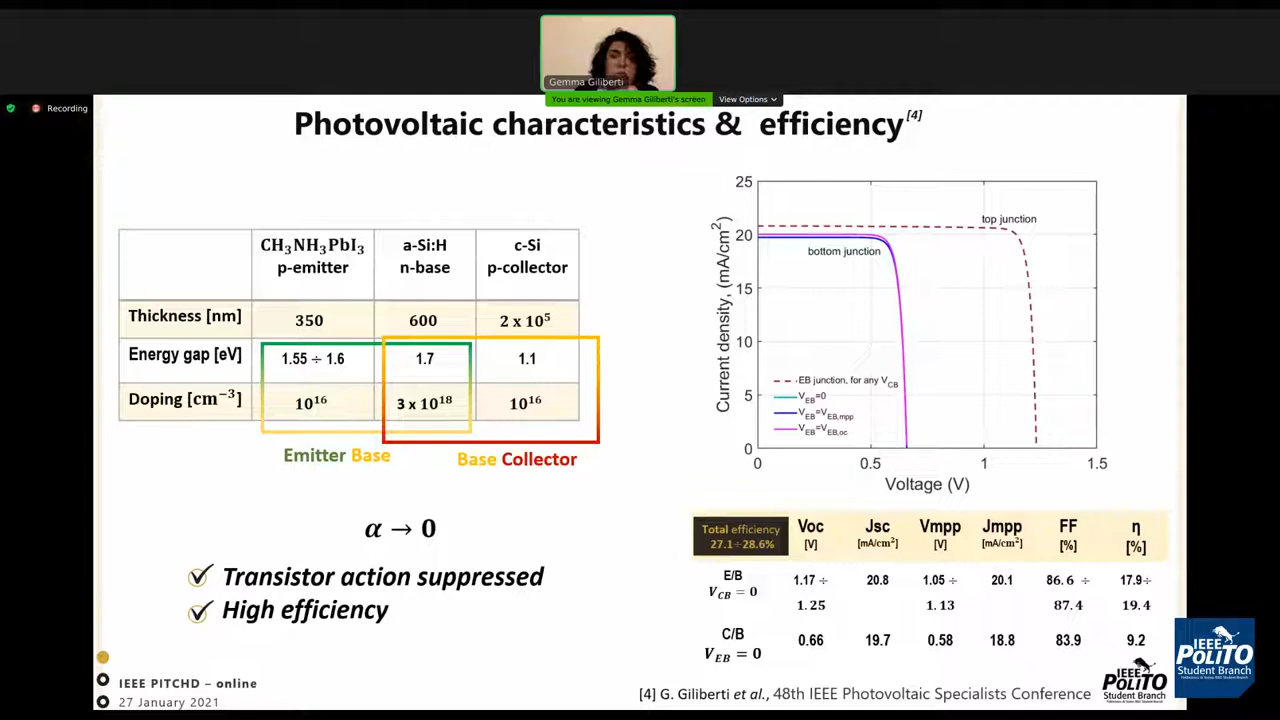 Gemma Giliberti
You are viewing Gemma Giliberti's screen
View Options
Recording
Photovoltaic characteristics & efficiency[4]
CH₃NH₃PbI₃ a-Si:H c-Si
p-emitter n-base p-collector
Thickness [nm] 350 600 2 x 10⁵
Energy gap [eV] 1.55 ÷ 1.6 1.7 1.1
Doping [cm⁻³] 10¹⁶ 3 x 10¹⁸ 10¹⁶
Emitter Base
Base Collector
α → 0
Transistor action suppressed
High efficiency
Current density, (mA/cm²)
25
20
15
10
5
0
top junction
bottom junction
EB junction, for any V_CB
V_EB=0
V_EB=V_EB,mpp
V_EB=V_EB,oc
0 0.5 1 1.5
Voltage (V)
Total efficiency
27.1÷28.6%
Voc Jsc Vmpp Jmpp FF η
[V] [mA/cm²] [V] [mA/cm²] [%] [%]
E/B
V_CB = 0
1.17 ÷ 20.8 1.05 ÷ 20.1 86.6 ÷ 17.9÷
1.25 1.13 87.4 19.4
C/B
V_EB = 0
0.66 19.7 0.58 18.8 83.9 9.2
IEEE PITCHD – online
27 January 2021
[4] G. Giliberti et al., 48th IEEE Photovoltaic Specialists Conference
IEEE
POLITO
Student Branch
IEEE
POLITO
Student Branch